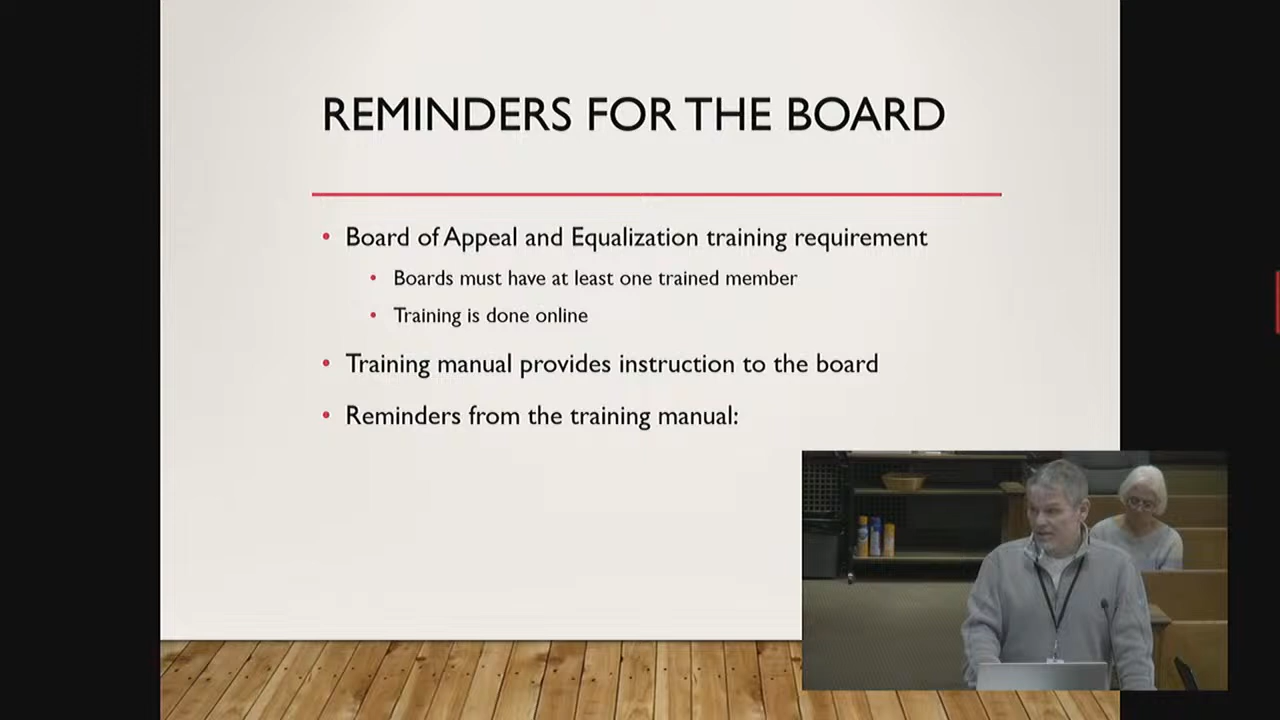 REMINDERS FOR THE BOARD
Board of Appeal and Equalization training requirement
Boards must have at least one trained member
Training is done online
Training manual provides instruction to the board
Reminders from the training manual: